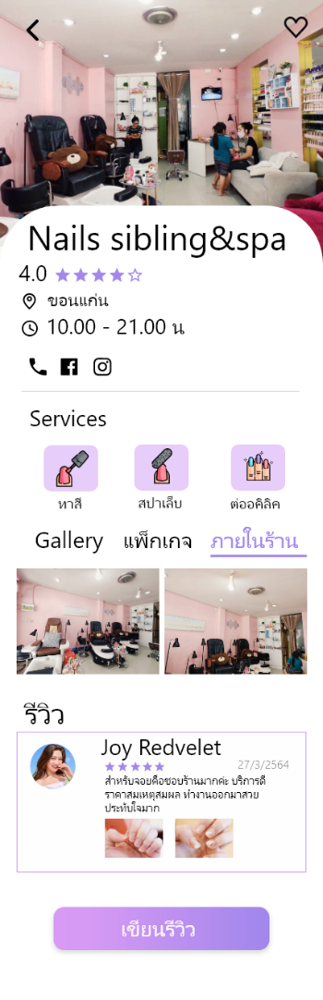 Nails sibling&spa
4.0
ขอนแก่น
10.00 - 21.00 น
Services
ทาสี
สปาเล็บ
ต่ออคิลิค
Gallery แพ็กเกจ ภายในร้าน
รีวิว
Joy Redvelet
27/3/2564
สำหรับจอยคือชอบร้านมากค่ะ บริการดี
ราคาสมเหตุสมผล ทำงานออกมาสวย
ประทับใจมาก
เขียนรีวิว